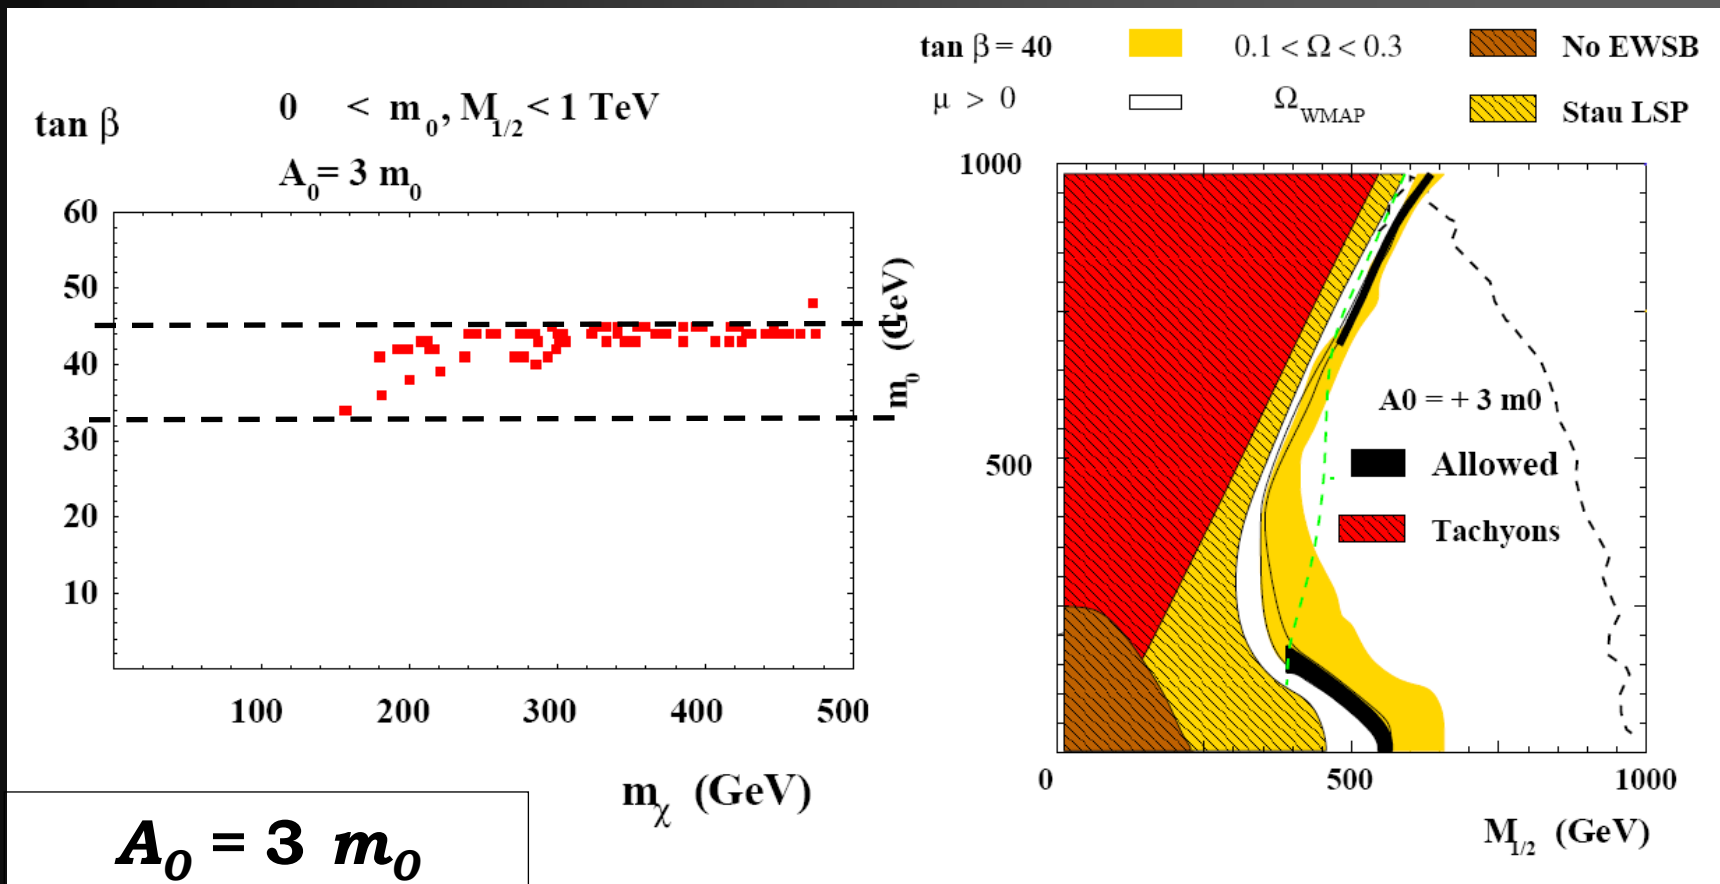 0 < m₀, M₁/₂ < 1 TeV
A₀= 3 m₀
tan β
60
50
40
30
20
10
100 200 300 400 500
mχ (GeV)
A₀ = 3 m₀
tan β = 40
0.1 < Ω < 0.3
No EWSB
μ > 0
Ω WMAP
Stau LSP
1000
m₀ (GeV)
500
A0 = + 3 m0
Allowed
Tachyons
0 500 1000
M₁/₂ (GeV)